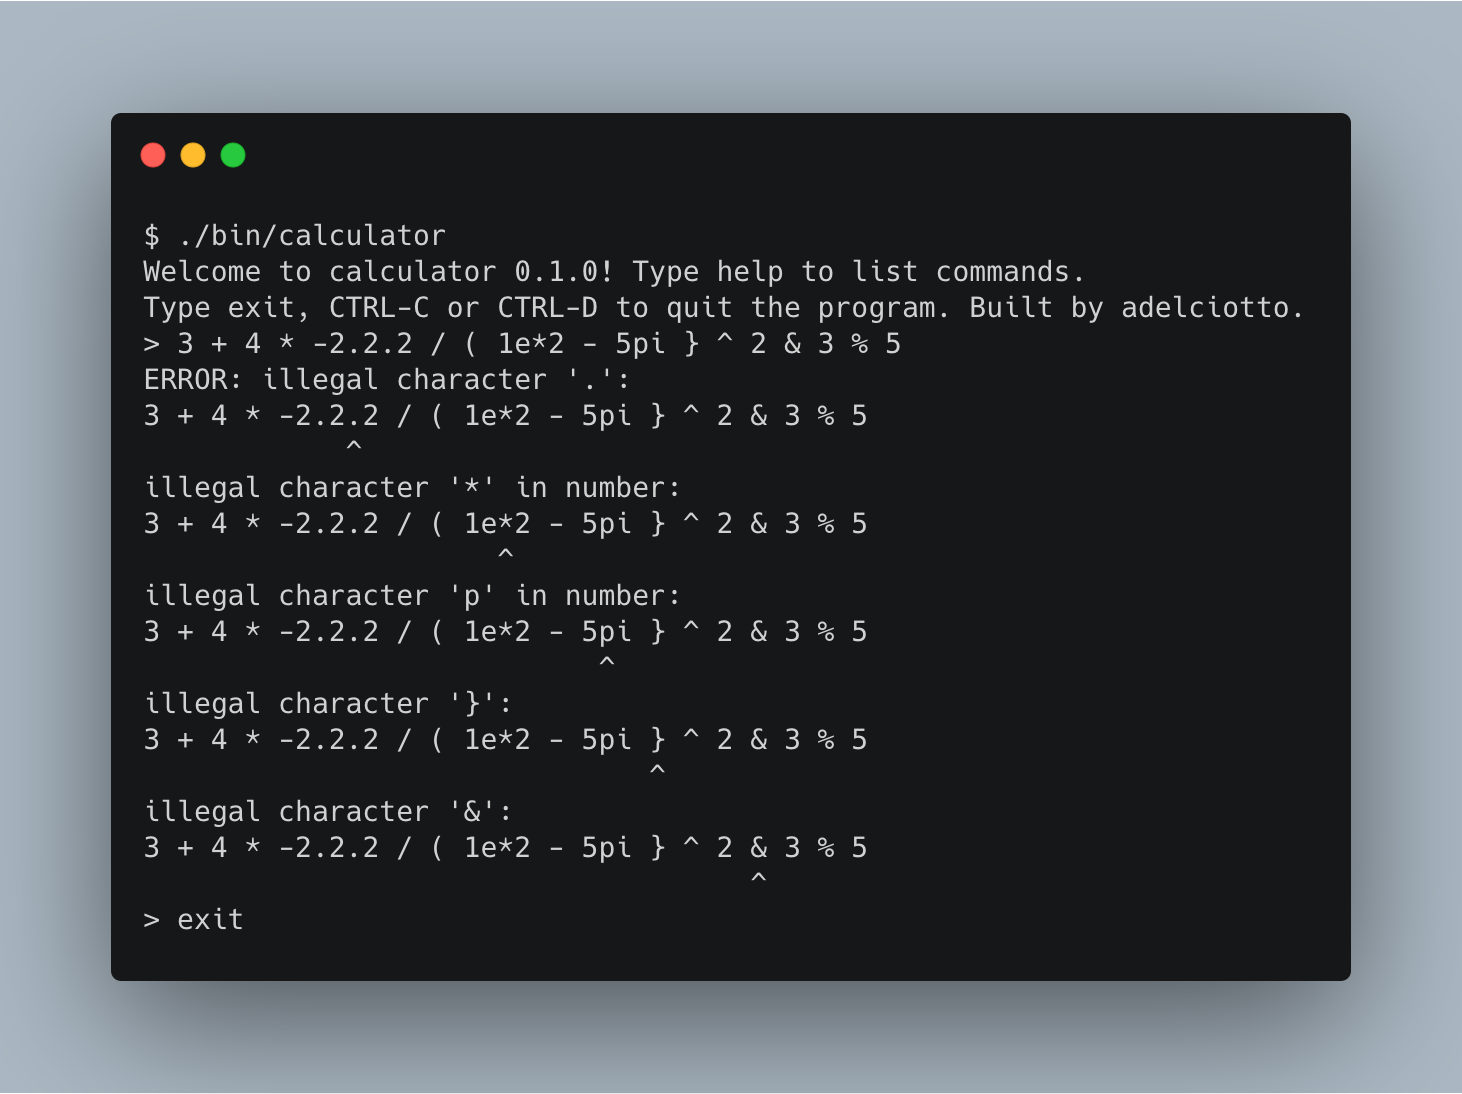 $ ./bin/calculator
Welcome to calculator 0.1.0! Type help to list commands.
Type exit, CTRL-C or CTRL-D to quit the program. Built by adelciotto.
> 3 + 4 * -2.2.2 / ( 1e*2 - 5pi } ^ 2 & 3 % 5
ERROR: illegal character '.':
3 + 4 * -2.2.2 / ( 1e*2 - 5pi } ^ 2 & 3 % 5
            ^
illegal character '*' in number:
3 + 4 * -2.2.2 / ( 1e*2 - 5pi } ^ 2 & 3 % 5
                     ^
illegal character 'p' in number:
3 + 4 * -2.2.2 / ( 1e*2 - 5pi } ^ 2 & 3 % 5
                           ^
illegal character '}':
3 + 4 * -2.2.2 / ( 1e*2 - 5pi } ^ 2 & 3 % 5
                              ^
illegal character '&':
3 + 4 * -2.2.2 / ( 1e*2 - 5pi } ^ 2 & 3 % 5
                                    ^
> exit